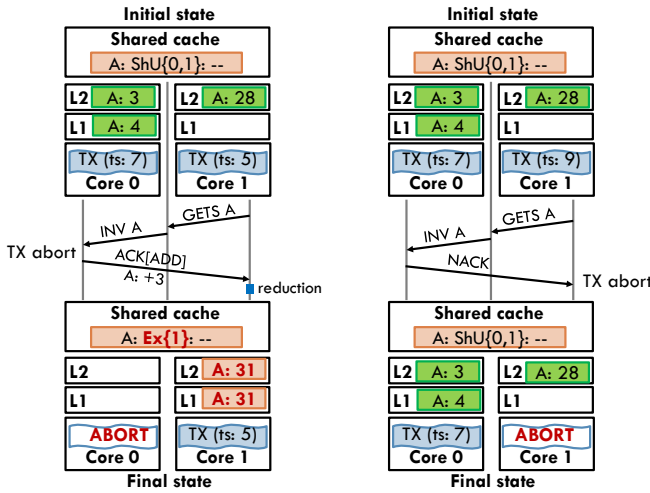 Initial state
Shared cache
A: ShU{0,1}: --
L2 A: 3
L2 A: 28
L1 A: 4
L1
TX (ts: 7)
TX (ts: 5)
Core 0
Core 1
GETS A
INV A
TX abort
ACK[ADD]
A: +3
reduction
Shared cache
A: Ex{1}: --
L2
L2 A: 31
L1
L1 A: 31
ABORT
TX (ts: 5)
Core 0
Core 1
Final state
Initial state
Shared cache
A: ShU{0,1}: --
L2 A: 3
L2 A: 28
L1 A: 4
L1
TX (ts: 7)
TX (ts: 9)
Core 0
Core 1
GETS A
INV A
NACK
TX abort
Shared cache
A: ShU{0,1}: --
L2 A: 3
L2 A: 28
L1 A: 4
L1
TX (ts: 7)
ABORT
Core 0
Core 1
Final state